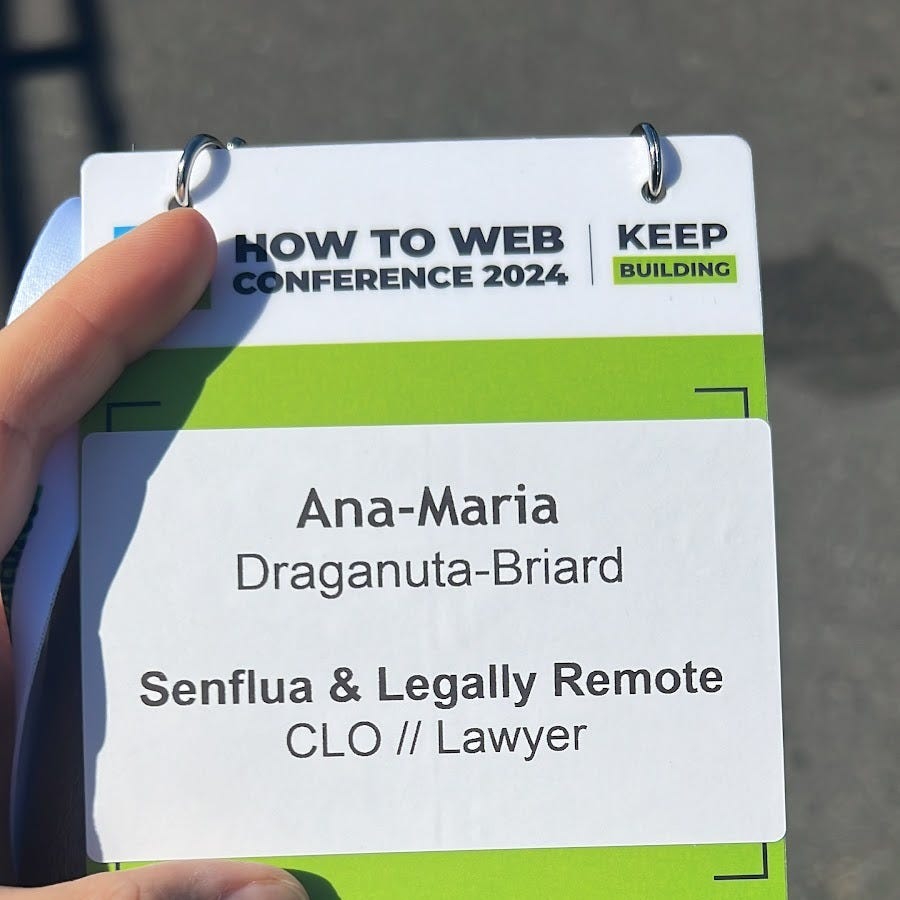 HOW TO WEB
CONFERENCE 2024
KEEP
BUILDING
Ana-Maria
Draganuta-Briard
Senflua & Legally Remote
CLO // Lawyer